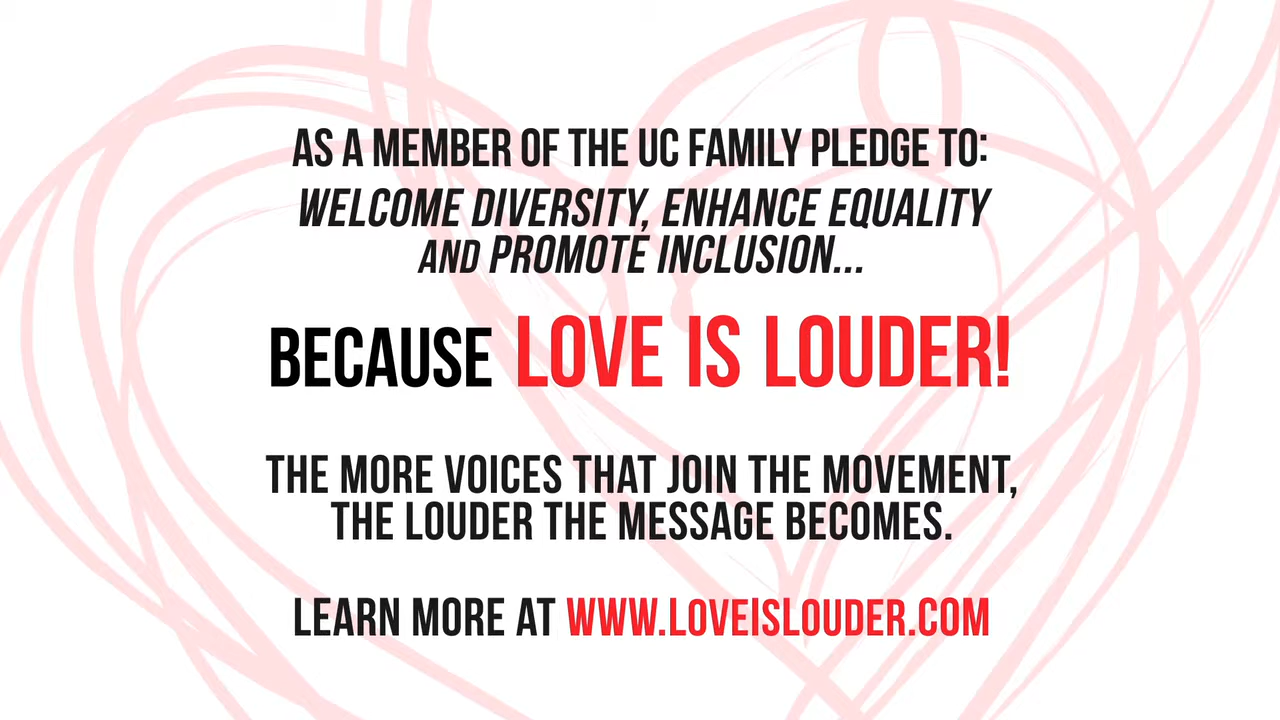 AS A MEMBER OF THE UC FAMILY PLEDGE TO:
WELCOME DIVERSITY, ENHANCE EQUALITY
AND PROMOTE INCLUSION...
BECAUSE LOVE IS LOUDER!
THE MORE VOICES THAT JOIN THE MOVEMENT,
THE LOUDER THE MESSAGE BECOMES.
LEARN MORE AT WWW.LOVEISLOUDER.COM